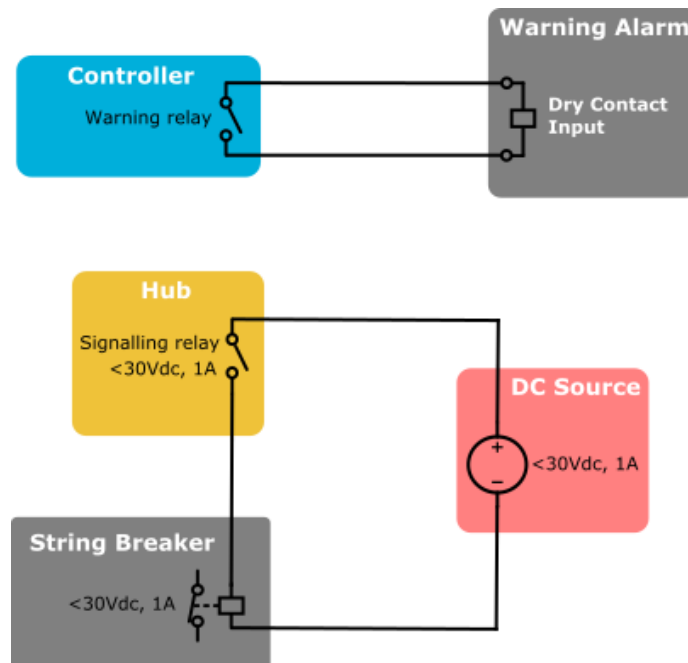 Warning Alarm
Controller
Warning relay
Dry Contact
Input
Hub
Signalling relay
<30Vdc, 1A
DC Source
+
<30Vdc, 1A
−
String Breaker
<30Vdc, 1A